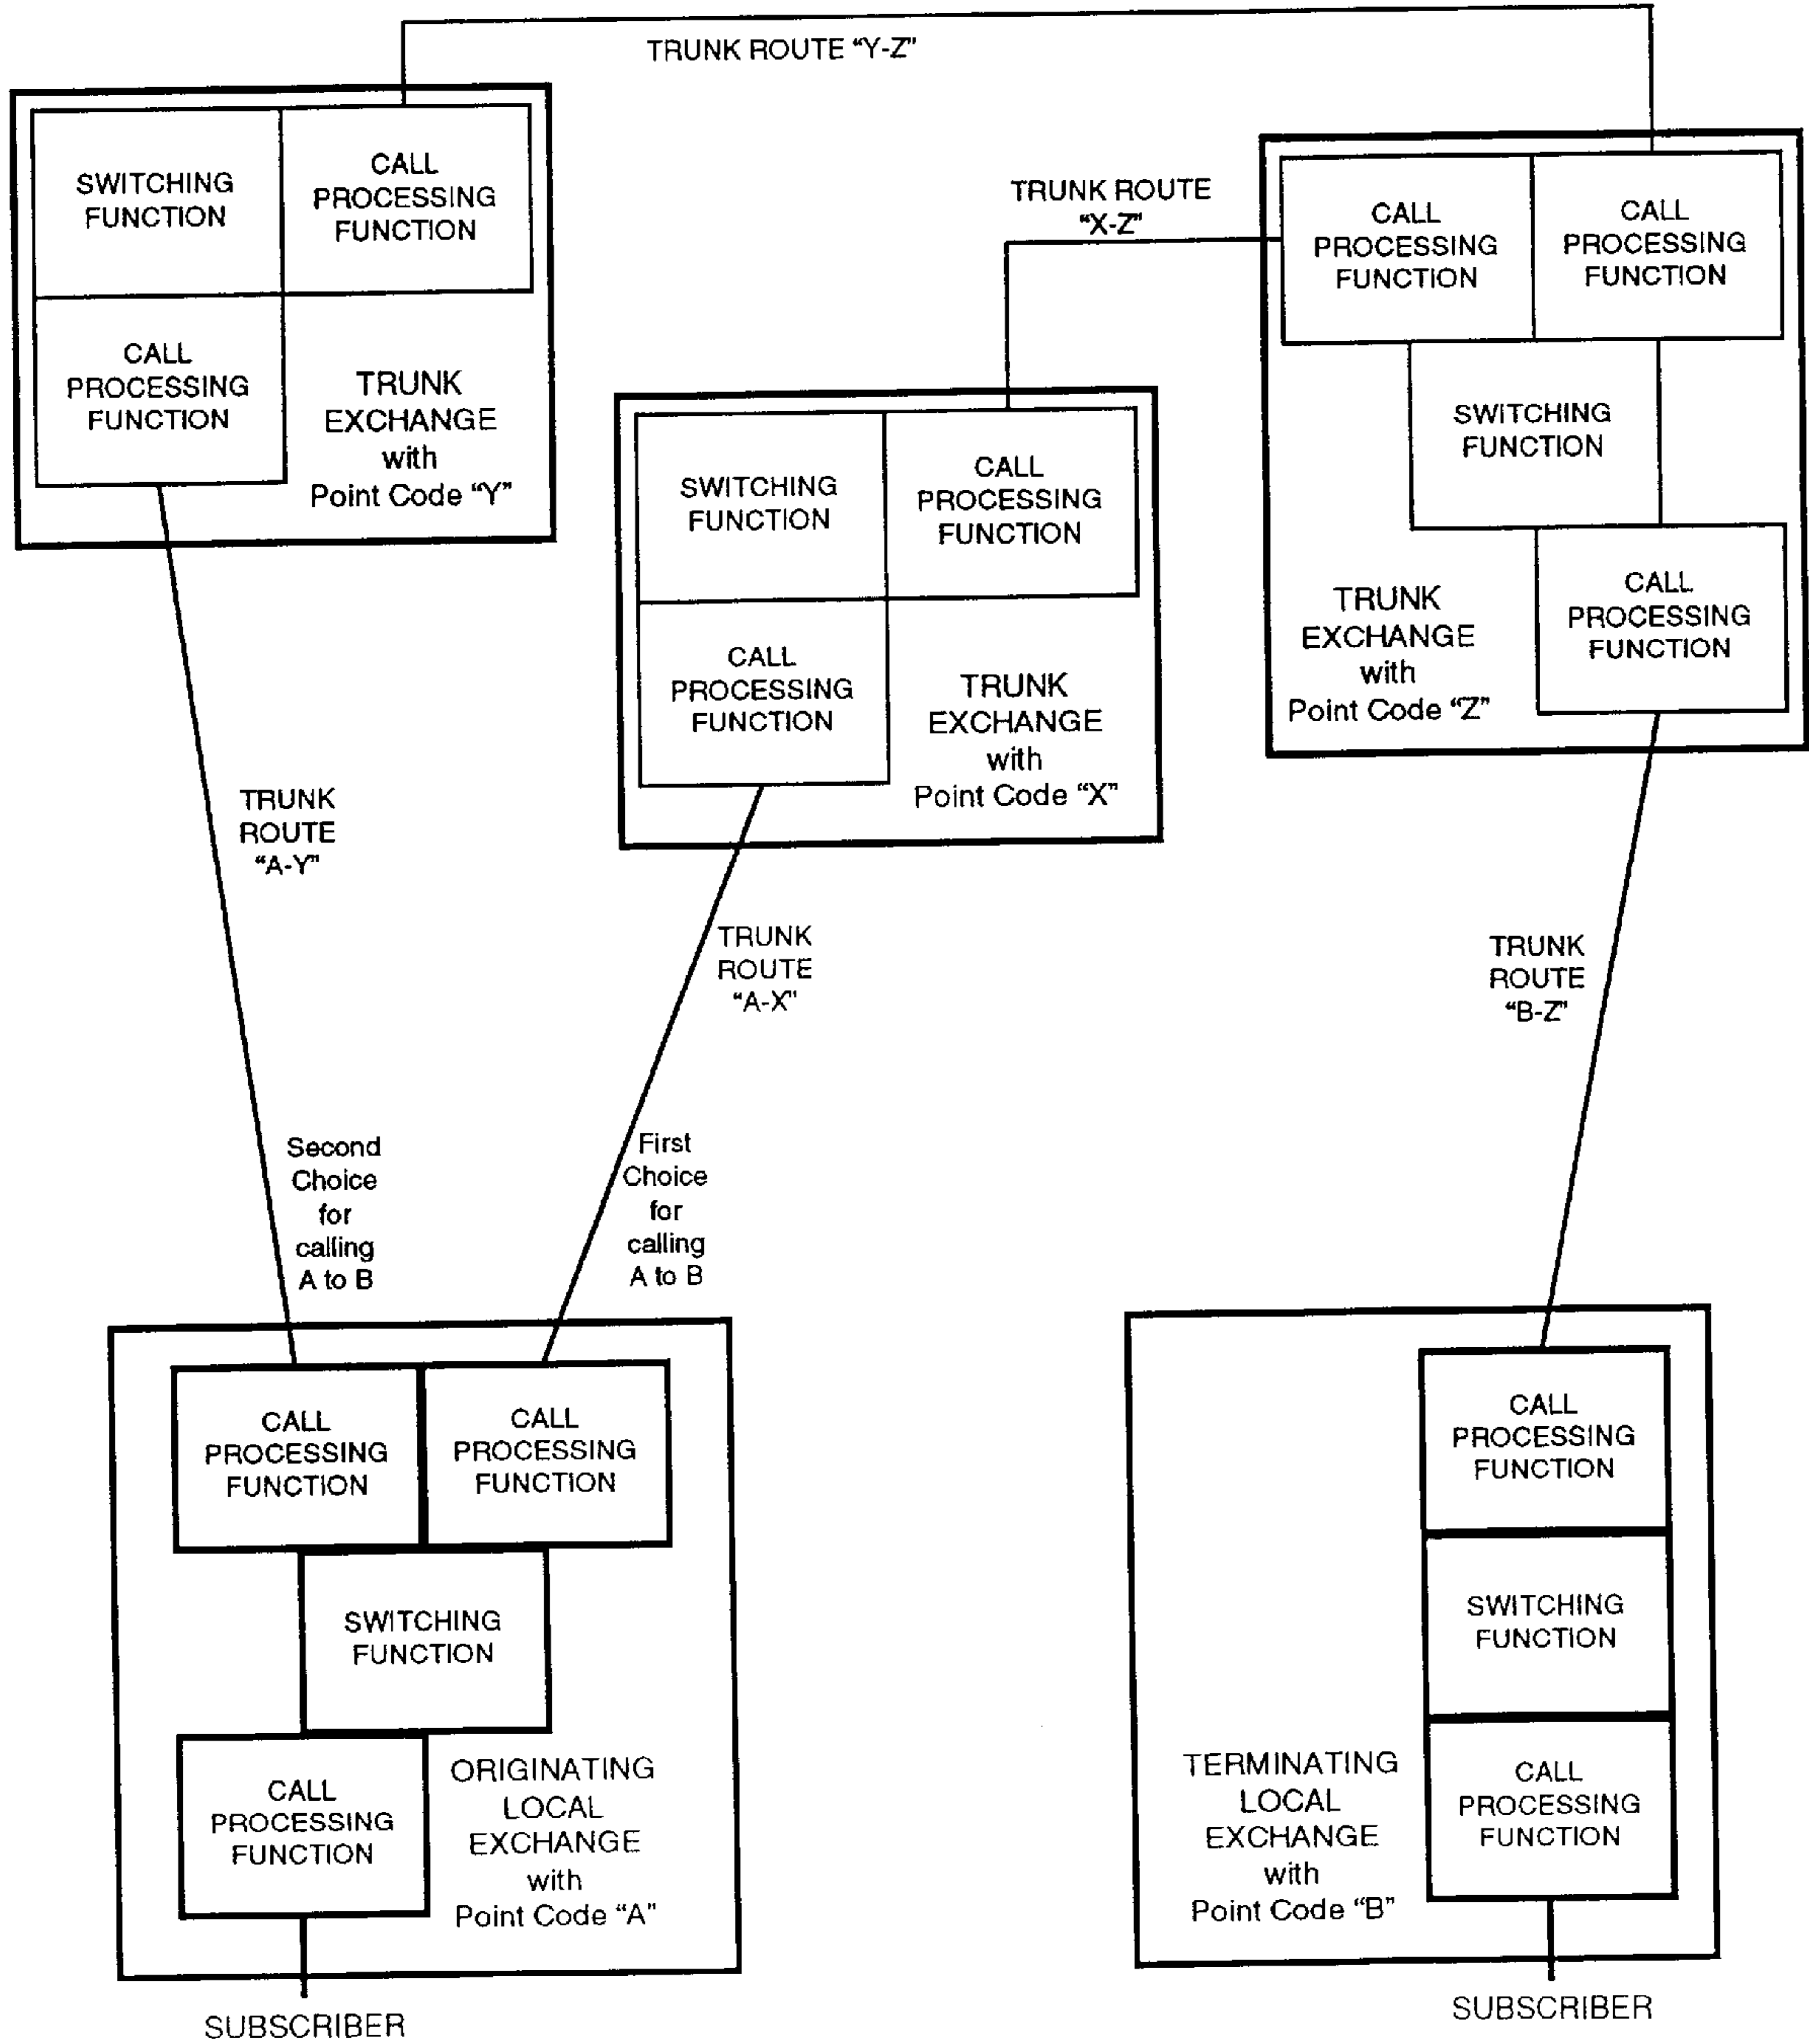 TRUNK ROUTE “Y-Z”
SWITCHING
FUNCTION
CALL
PROCESSING
FUNCTION
CALL
PROCESSING
FUNCTION
TRUNK
EXCHANGE
with
Point Code “Y”
TRUNK ROUTE
“X-Z”
CALL
PROCESSING
FUNCTION
CALL
PROCESSING
FUNCTION
SWITCHING
FUNCTION
CALL
PROCESSING
FUNCTION
TRUNK
EXCHANGE
with
Point Code “Z”
SWITCHING
FUNCTION
CALL
PROCESSING
FUNCTION
CALL
PROCESSING
FUNCTION
TRUNK
EXCHANGE
with
Point Code “X”
TRUNK
ROUTE
“A-Y”
TRUNK
ROUTE
“A-X”
TRUNK
ROUTE
“B-Z”
Second
Choice
for
calling
A to B
First
Choice
for
calling
A to B
CALL
PROCESSING
FUNCTION
CALL
PROCESSING
FUNCTION
SWITCHING
FUNCTION
CALL
PROCESSING
FUNCTION
ORIGINATING
LOCAL
EXCHANGE
with
Point Code “A”
SUBSCRIBER
CALL
PROCESSING
FUNCTION
SWITCHING
FUNCTION
CALL
PROCESSING
FUNCTION
TERMINATING
LOCAL
EXCHANGE
with
Point Code “B”
SUBSCRIBER